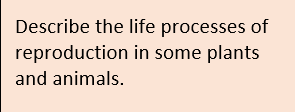 Describe the life processes of
reproduction in some plants
and animals.